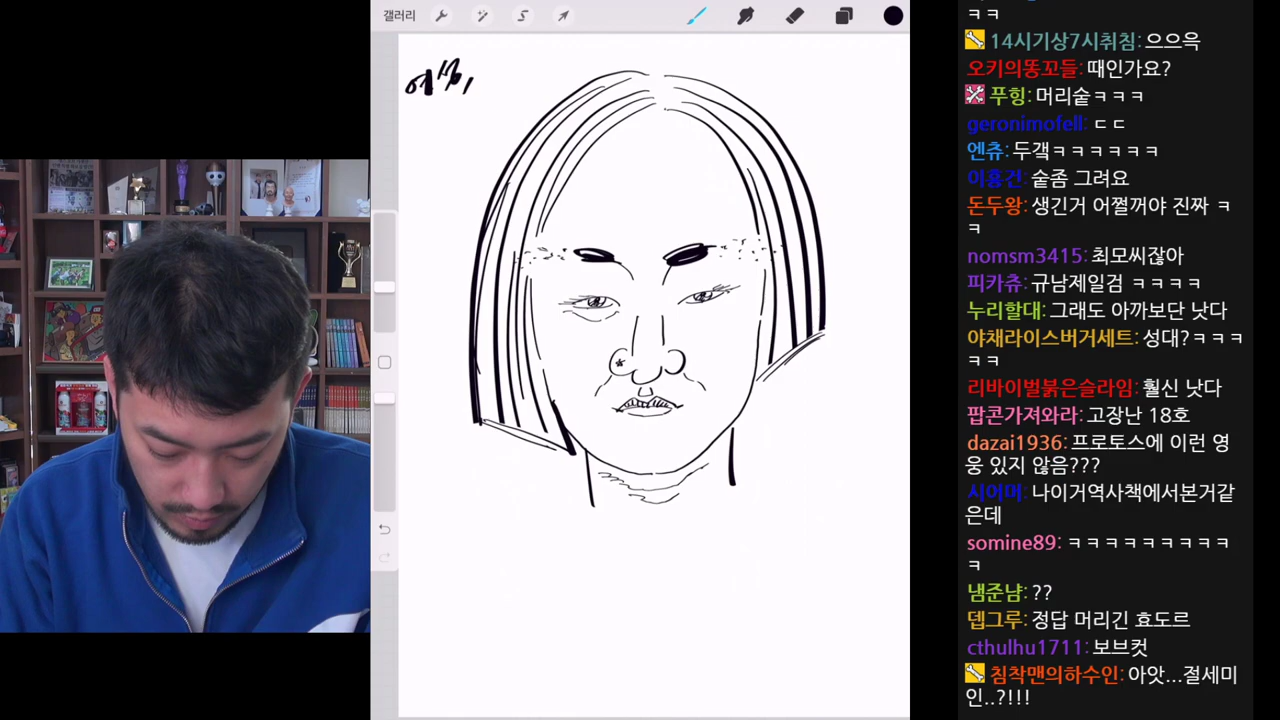 갤러리
여성,
ㅋㅋ
14시기상7시취침: 으으윽
오키의똥꼬들: 때인가요?
푸헝: 머리숱ㅋㅋㅋ
geronimofell: ㄷㄷ
엔츄: 두갴ㅋㅋㅋㅋㅋㅋ
이흥건: 숱좀 그려요
돈두왕: 생긴거 어쩔꺼야 진짜 ㅋ
ㅋ
nomsm3415: 최모씨잖아
피카츄: 규남제일검 ㅋㅋㅋㅋ
누리할대: 그래도 아까보단 낫다
야채라이스버거세트: 성대?ㅋㅋㅋ
ㅋㅋ
리바이벌붉은슬라임: 훨신 낫다
팝콘가져와라: 고장난 18호
dazai1936: 프로토스에 이런 영
웅 있지 않음???
시어머: 나이거역사책에서본거같
은데
somine89: ㅋㅋㅋㅋㅋㅋㅋㅋㅋ
ㅋ
냄준냥: ??
뎁그루: 정답 머리긴 효도르
cthulhu1711: 보브컷
침착맨의하수인: 아앗...절세미
인..?!!!